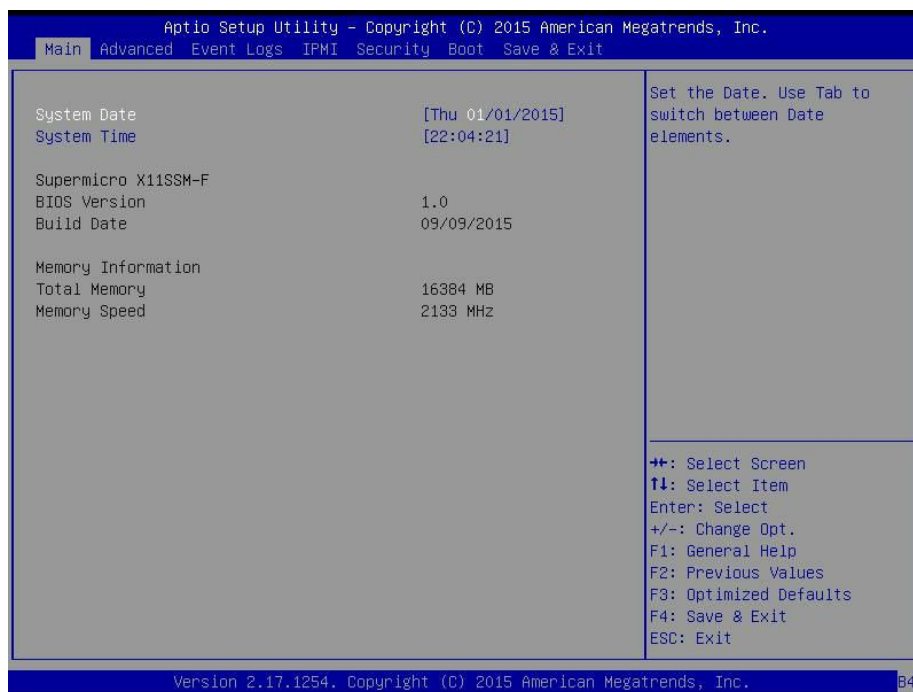 Aptio Setup Utility – Copyright (C) 2015 American Megatrends, Inc.
Main Advanced Event Logs IPMI Security Boot Save & Exit
System Date [Thu 01/01/2015]
System Time [22:04:21]
Supermicro X11SSM-F
BIOS Version 1.0
Build Date 09/09/2015
Memory Information
Total Memory 16384 MB
Memory Speed 2133 MHz
Set the Date. Use Tab to
switch between Date
elements.
→←: Select Screen
↑↓: Select Item
Enter: Select
+/-: Change Opt.
F1: General Help
F2: Previous Values
F3: Optimized Defaults
F4: Save & Exit
ESC: Exit
Version 2.17.1254. Copyright (C) 2015 American Megatrends, Inc.
B4